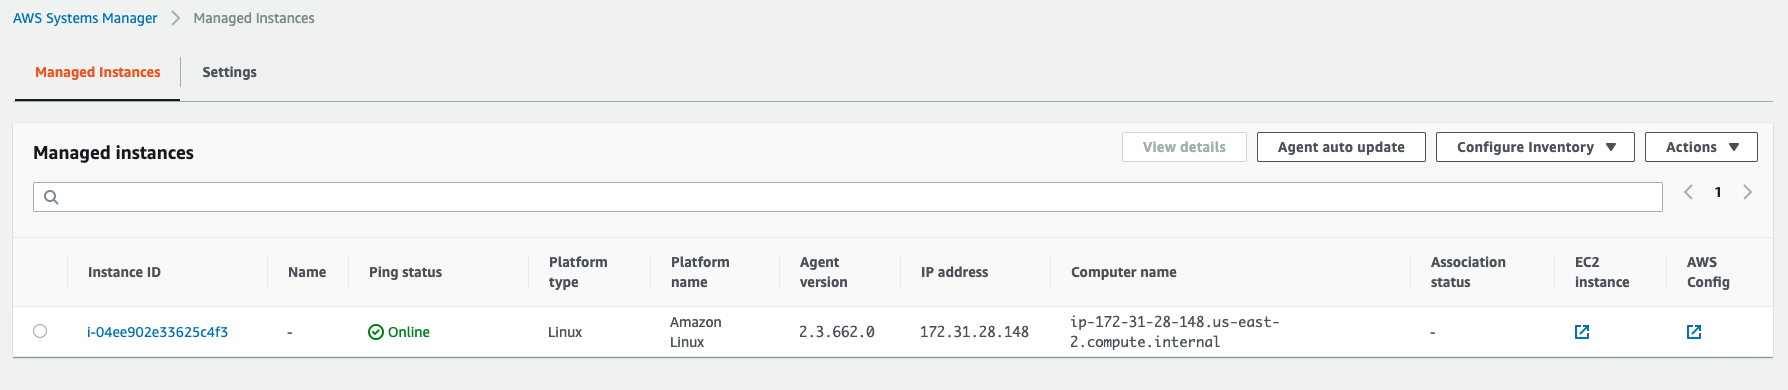 AWS Systems Manager > Managed Instances
Managed Instances Settings
Managed instances View details Agent auto update Configure Inventory Actions
1
Instance ID Name Ping status Platform type Platform name Agent version IP address Computer name Association status EC2 instance AWS Config
i-04ee902e33625c4f3 - Online Linux Amazon Linux 2.3.662.0 172.31.28.148 ip-172-31-28-148.us-east-2.compute.internal -